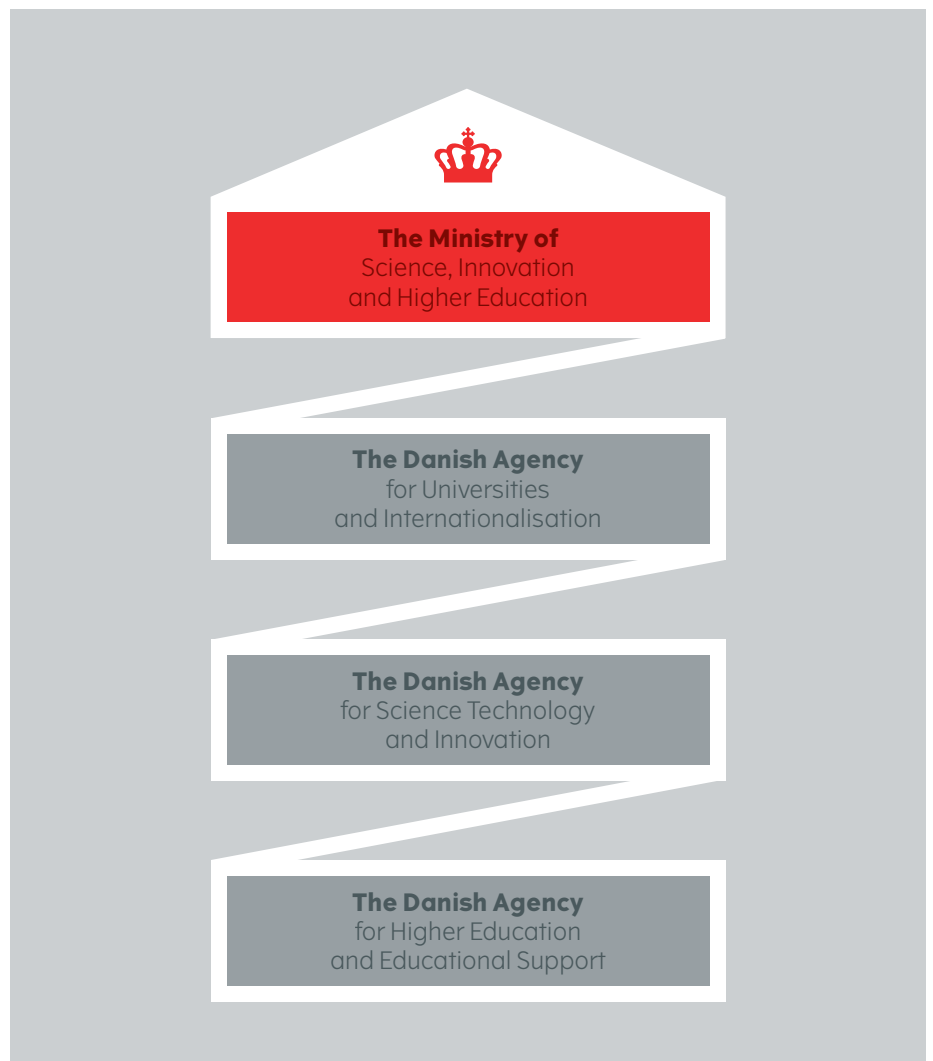 The Ministry of
Science, Innovation
and Higher Education
The Danish Agency
for Universities
and Internationalisation
The Danish Agency
for Science Technology
and Innovation
The Danish Agency
for Higher Education
and Educational Support